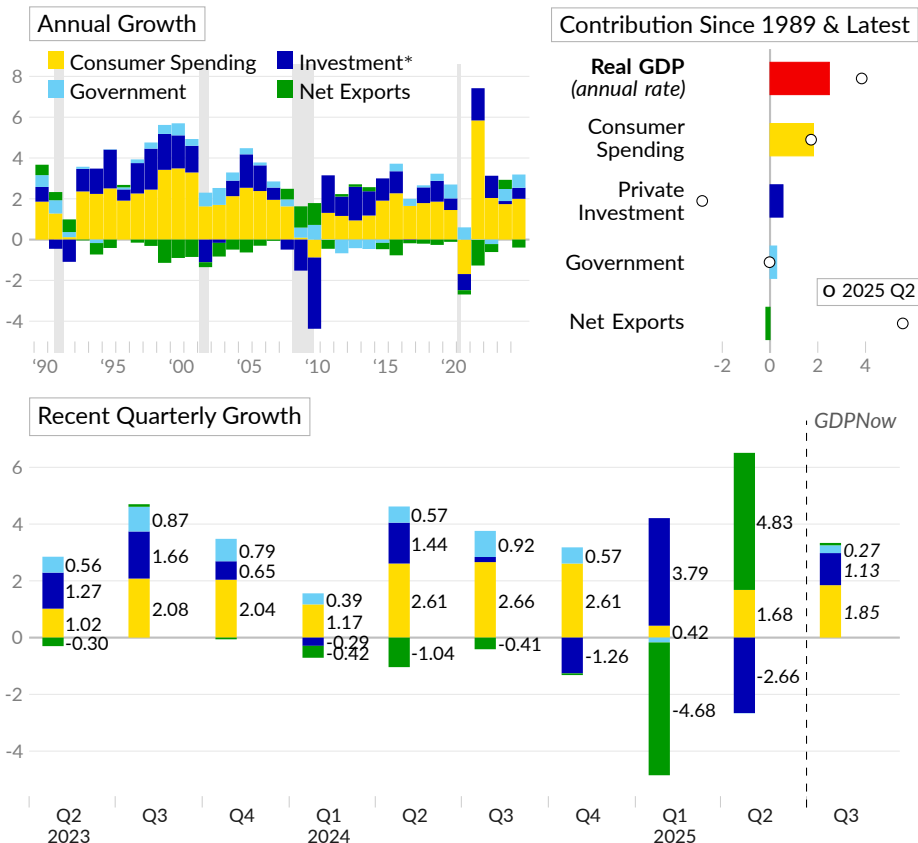 Annual Growth
Consumer Spending
Investment*
Government
Net Exports
8
6
4
2
0
-2
-4
‘90
‘95
‘00
‘05
‘10
‘15
‘20
Contribution Since 1989 & Latest
Real GDP
(annual rate)
Consumer
Spending
Private
Investment
Government
Net Exports
2025 Q2
-2
0
2
4
Recent Quarterly Growth
GDPNow
6
4
2
0
-2
-4
0.56
1.27
1.02
-0.30
0.87
1.66
2.08
0.79
0.65
2.04
0.39
1.17
-0.29
-0.42
0.57
1.44
2.61
-1.04
0.92
2.66
-0.41
0.57
2.61
-1.26
3.79
0.42
-4.68
4.83
1.68
-2.66
0.27
1.13
1.85
Q2
2023
Q3
Q4
Q1
2024
Q2
Q3
Q4
Q1
2025
Q2
Q3